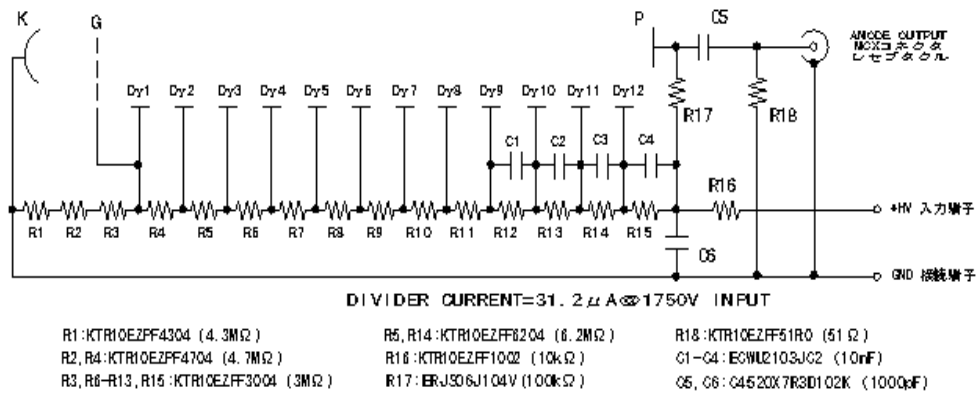 K
G
P
C5
ANODE OUTPUT
MCXコネクタ
レセプタクル
Dy1 Dy2 Dy3 Dy4 Dy5 Dy6 Dy7 Dy8 Dy9 Dy10 Dy11 Dy12
R17
R18
C1 C2 C3 C4
R16
+HV 入力端子
R1 R2 R3 R4 R5 R6 R7 R8 R9 R10 R11 R12 R13 R14 R15
C6
GND 接続端子
DIVIDER CURRENT=31.2μA@1750V INPUT
R1:KTR10EZPF4304 (4.3MΩ)
R2,R4:KTR10EZPF4704 (4.7MΩ)
R3,R6-R13,R15:KTR10EZFF3004 (3MΩ)
R5,R14:KTR10EZFF6204 (6.2MΩ)
R16:KTR10EZFF1002 (10kΩ)
R17:ERJS06J104V(100kΩ)
R18:KTR10EZFF51R0 (51Ω)
C1-C4:ECWU2103JC2 (10nF)
C5,C6:C4520X7R3D102K (1000pF)